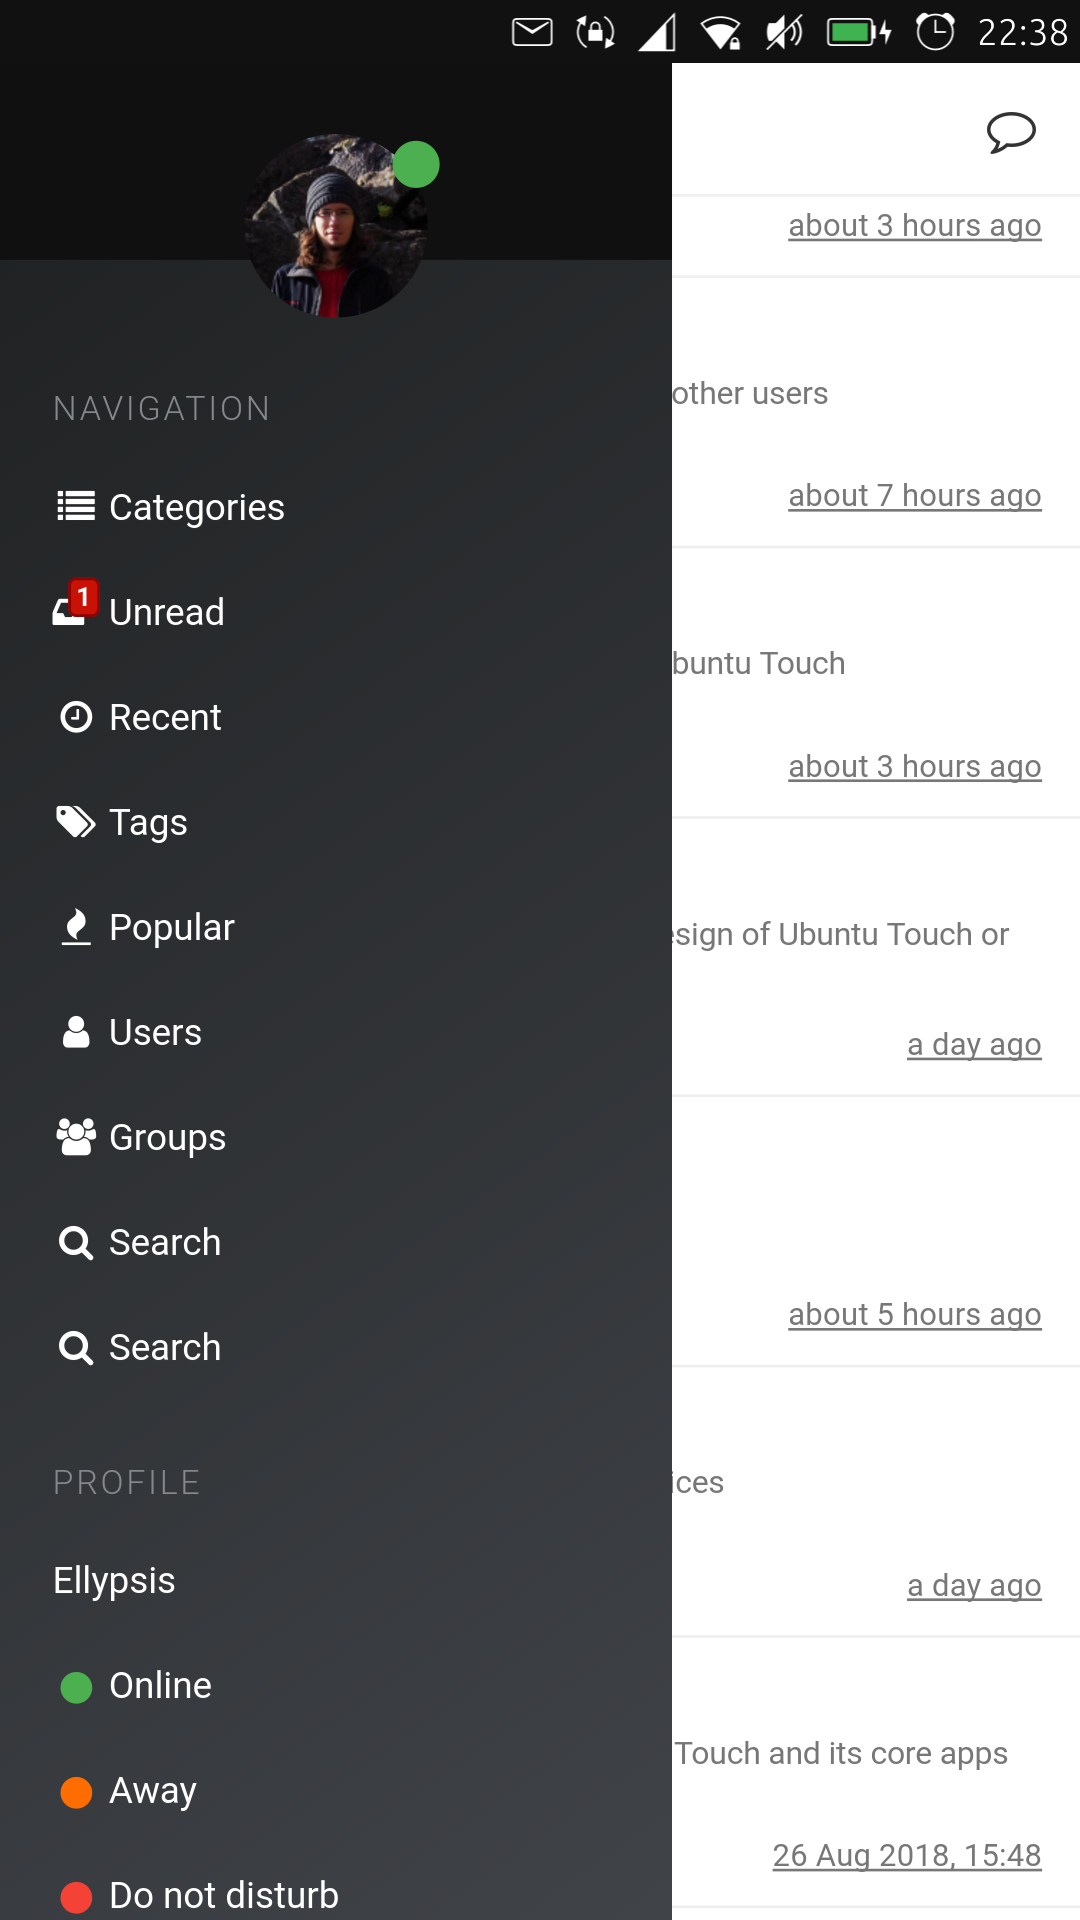 22:38
NAVIGATION
Categories
1
Unread
Recent
Tags
Popular
Users
Groups
Search
Search
PROFILE
Ellypsis
Online
Away
Do not disturb
about 3 hours ago
other users
about 7 hours ago
buntu Touch
about 3 hours ago
esign of Ubuntu Touch or
a day ago
about 5 hours ago
ices
a day ago
Touch and its core apps
26 Aug 2018, 15:48